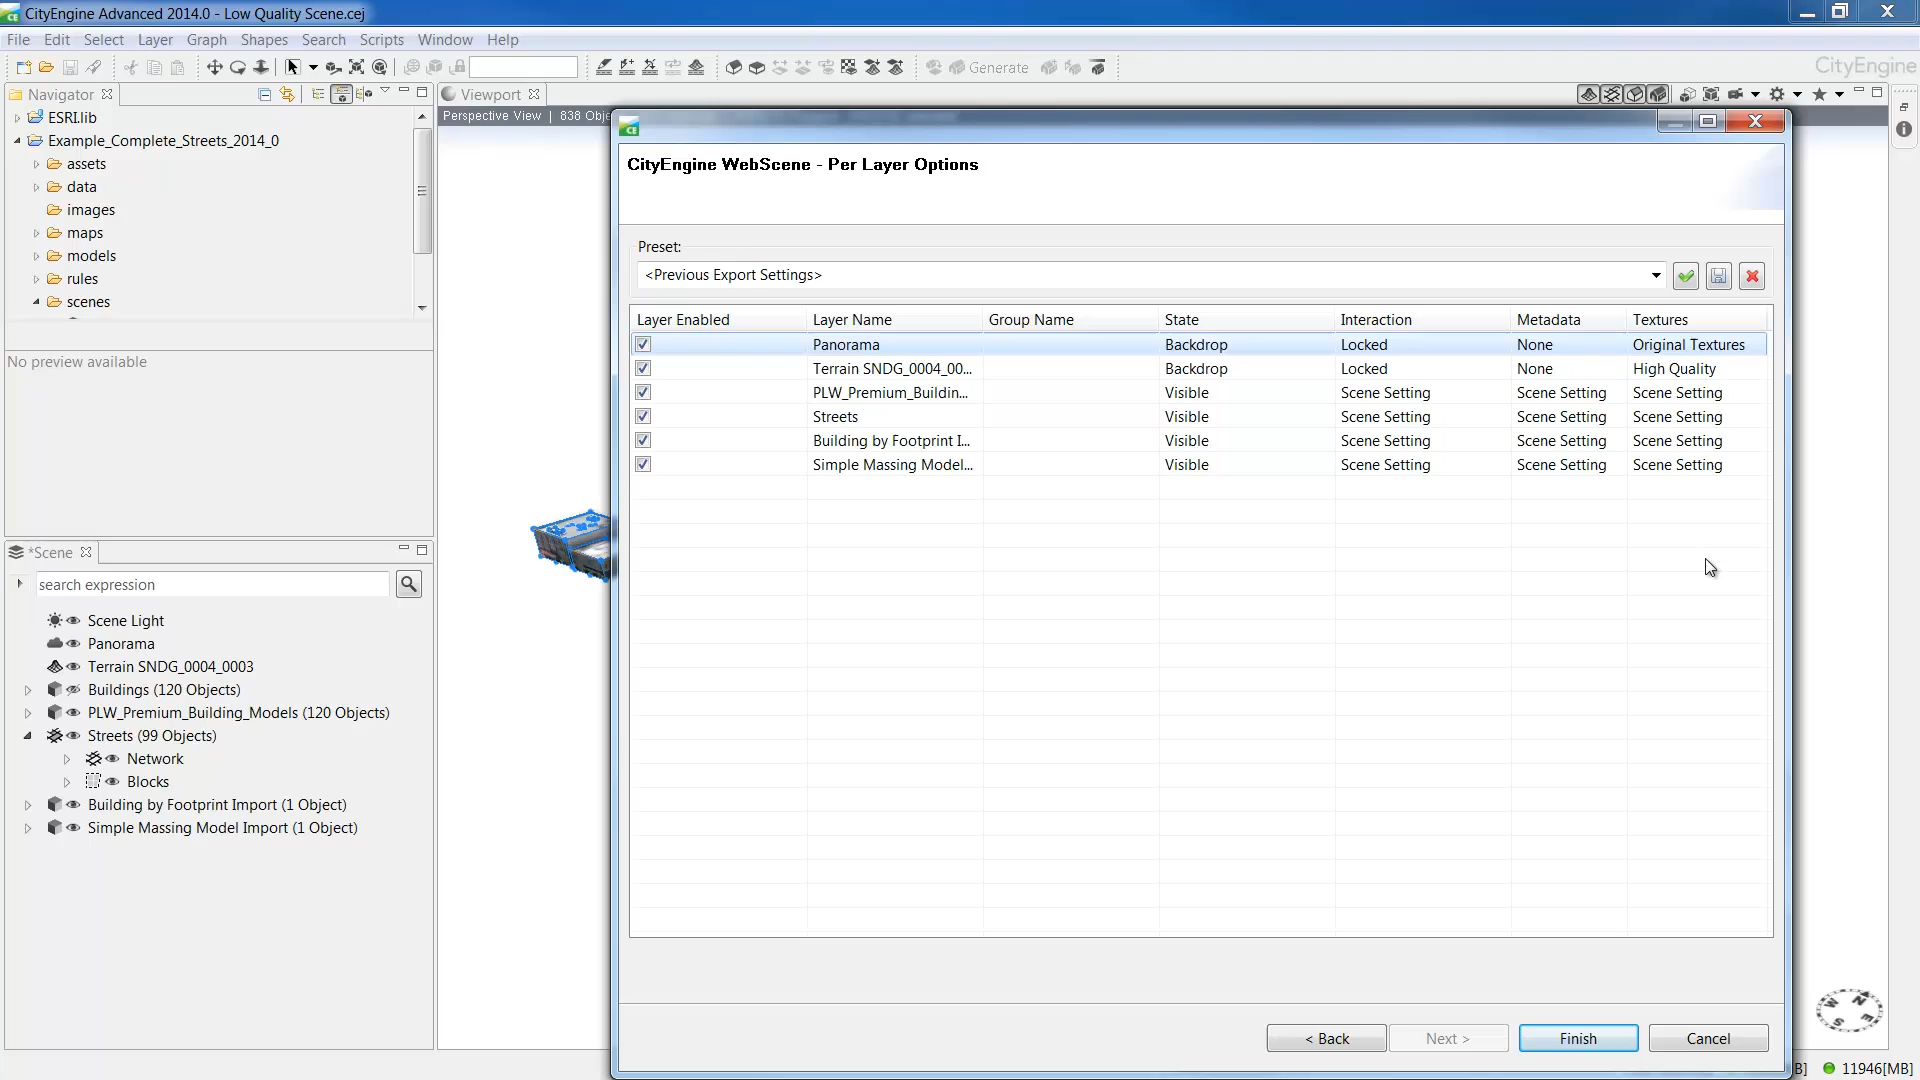 CityEngine Advanced 2014.0 - Low Quality Scene.cej
File Edit Select Layer Graph Shapes Search Scripts Window Help
Generate
CityEngine
Navigator
ESRI.lib
Example_Complete_Streets_2014_0
assets
data
images
maps
models
rules
scenes
No preview available
*Scene
search expression
Scene Light
Panorama
Terrain SNDG_0004_0003
Buildings (120 Objects)
PLW_Premium_Building_Models (120 Objects)
Streets (99 Objects)
Network
Blocks
Building by Footprint Import (1 Object)
Simple Massing Model Import (1 Object)
Viewport
Perspective View | 838 Obje
CE
CityEngine WebScene - Per Layer Options
Preset:
<Previous Export Settings>
Layer Enabled Layer Name Group Name State Interaction Metadata Textures
Panorama Backdrop Locked None Original Textures
Terrain SNDG_0004_00... Backdrop Locked None High Quality
PLW_Premium_Buildin... Visible Scene Setting Scene Setting Scene Setting
Streets Visible Scene Setting Scene Setting Scene Setting
Building by Footprint I... Visible Scene Setting Scene Setting Scene Setting
Simple Massing Model... Visible Scene Setting Scene Setting Scene Setting
< Back Next > Finish Cancel
W N S E
B] 11946[MB]